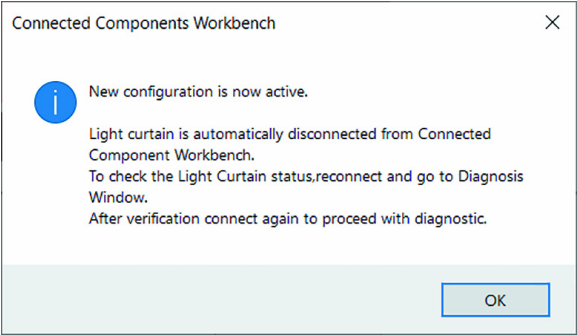 Connected Components Workbench
New configuration is now active.
Light curtain is automatically disconnected from Connected
Component Workbench.
To check the Light Curtain status,reconnect and go to Diagnosis
Window.
After verification connect again to proceed with diagnostic.
OK